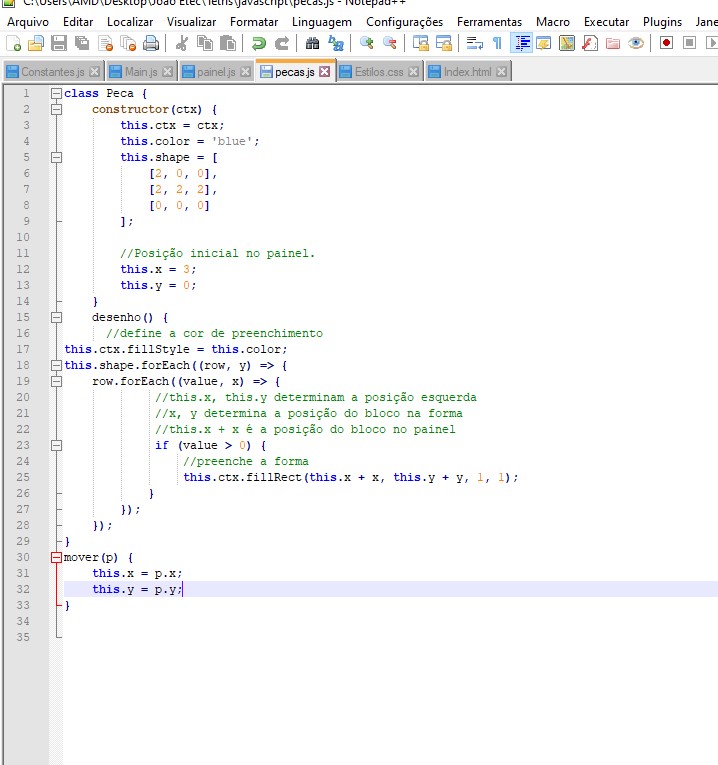 C:\Users\AMD\Desktop\Joao Etec\Tetris\javascript\pecas.js - Notepad++
Arquivo Editar Localizar Visualizar Formatar Linguagem Configurações Ferramentas Macro Executar Plugins Jane
Constantes.js Main.js painel.js pecas.js Estilos.css Index.html
1 class Peca {
2 constructor(ctx) {
3 this.ctx = ctx;
4 this.color = 'blue';
5 this.shape = [
6 [2, 0, 0],
7 [2, 2, 2],
8 [0, 0, 0]
9 ];
10
11 //Posição inicial no painel.
12 this.x = 3;
13 this.y = 0;
14 }
15 desenho() {
16 //define a cor de preenchimento
17 this.ctx.fillStyle = this.color;
18 this.shape.forEach((row, y) => {
19 row.forEach((value, x) => {
20 //this.x, this.y determinam a posição esquerda
21 //x, y determina a posição do bloco na forma
22 //this.x + x é a posição do bloco no painel
23 if (value > 0) {
24 //preenche a forma
25 this.ctx.fillRect(this.x + x, this.y + y, 1, 1);
26 }
27 });
28 });
29 }
30 mover(p) {
31 this.x = p.x;
32 this.y = p.y;
33 }
34
35